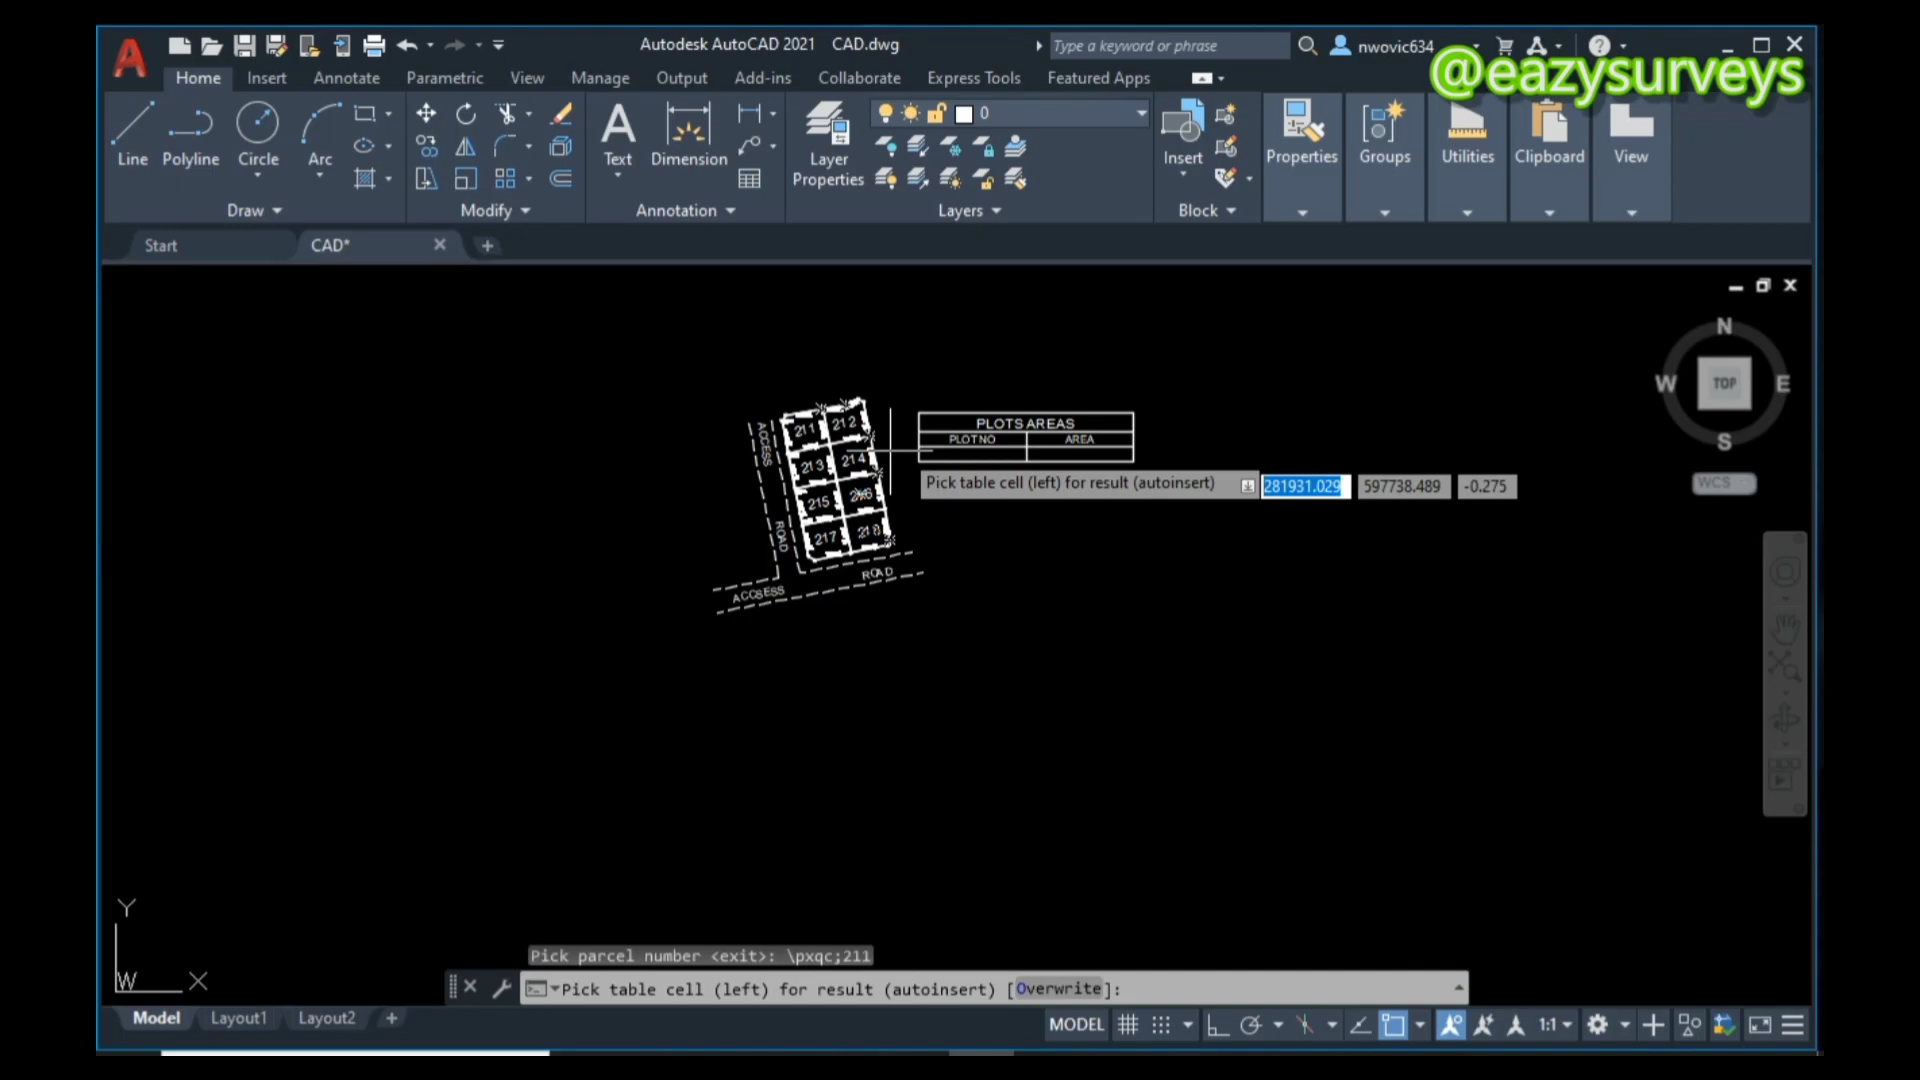 Autodesk AutoCAD 2021 CAD.dwg
Type a keyword or phrase
nwovic634
@eazysurveys
Home Insert Annotate Parametric View Manage Output Add-ins Collaborate Express Tools Featured Apps
Line Polyline Circle Arc
Text Dimension
Layer Properties
0
Insert
Properties Groups Utilities Clipboard View
Draw Modify Annotation Layers Block
Start CAD*
N
W TOP E
S
WCS
211 212
213 214
215
217 218
ACCESS
ROAD
ACCSESS ROAD
PLOTS AREAS
PLOT NO AREA
Pick table cell (left) for result (autoinsert) 281931.029 597738.489 -0.275
Y
W X
Pick parcel number <exit>: \pxqc;211
Pick table cell (left) for result (autoinsert) [Overwrite]:
Model Layout1 Layout2 +
MODEL 1:1